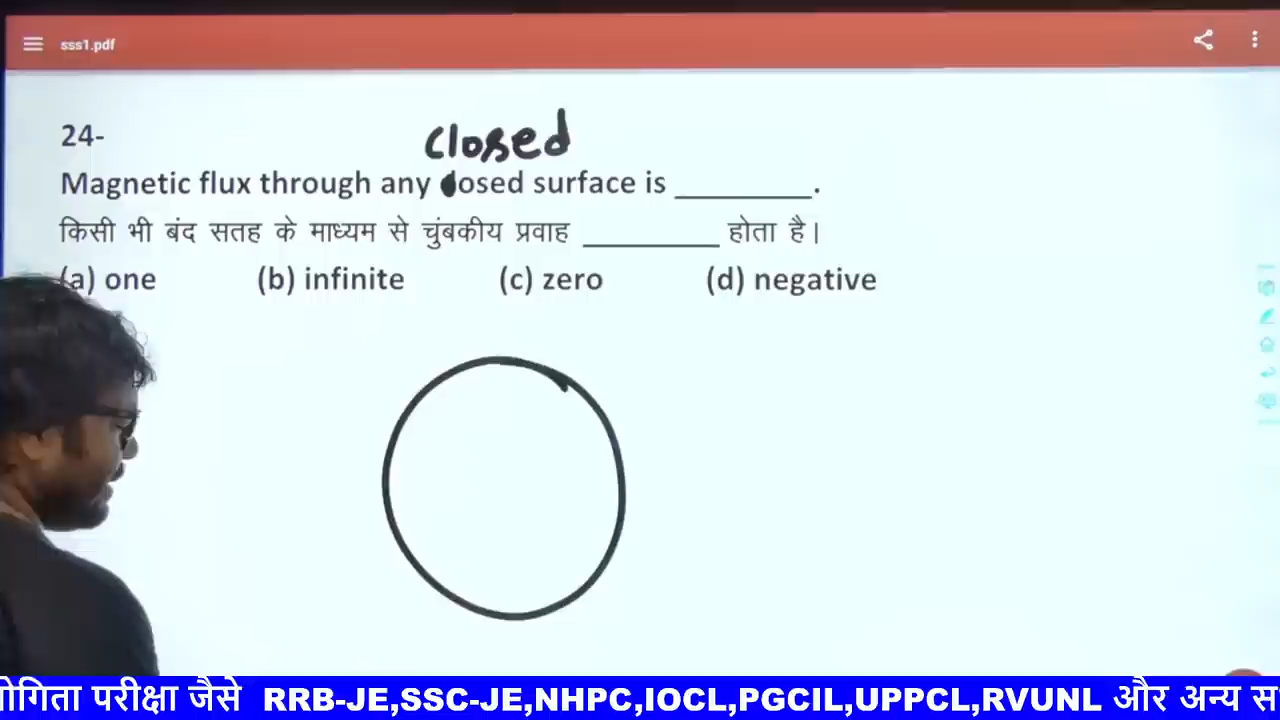 sss1.pdf
24-
closed
Magnetic flux through any closed surface is _________.
किसी भी बंद सतह के माध्यम से चुंबकीय प्रवाह _________ होता है।
(a) one (b) infinite (c) zero (d) negative
योगिता परीक्षा जैसे RRB-JE,SSC-JE,NHPC,IOCL,PGCIL,UPPCL,RVUNL और अन्य स